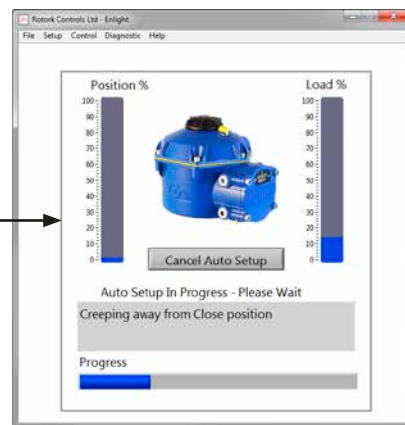 Rotork Controls Ltd - Enlight.
File Setup Control Diagnostic Help
Position % Load %
100 100
90 90
80 80
70 70
60 60
50 50
40 40
30 30
20 20
10 10
0 0
Cancel Auto Setup
Auto Setup In Progress - Please Wait
Creeping away from Close position
Progress